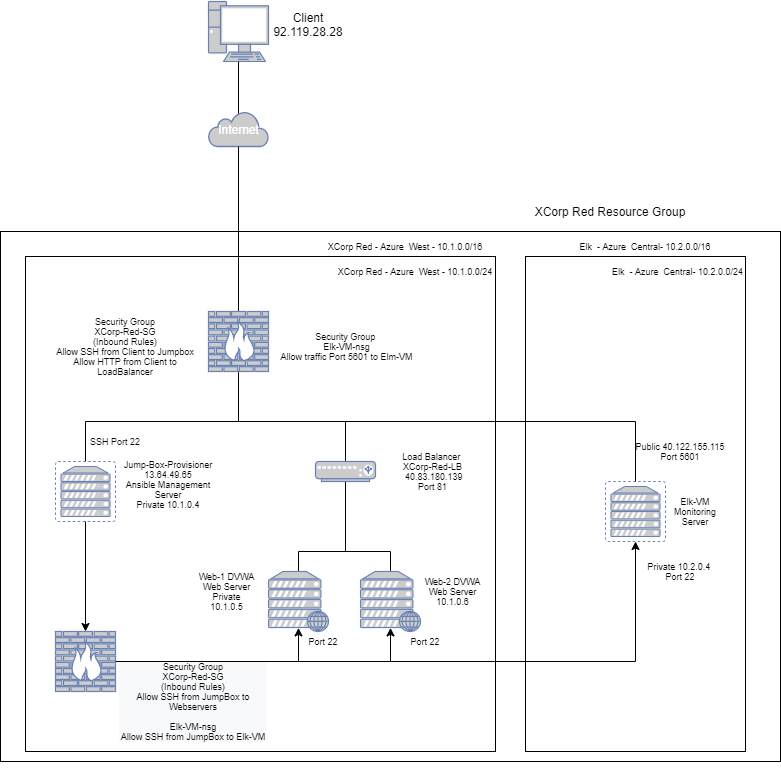 Client
92.119.28.28
Internet
XCorp Red Resource Group
XCorp Red - Azure West - 10.1.0.0/16
Elk - Azure Central- 10.2.0.0/16
XCorp Red - Azure West - 10.1.0.0/24
Elk - Azure Central- 10.2.0.0/24
Security Group
XCorp-Red-SG
(Inbound Rules)
Allow SSH from Client to Jumpbox
Allow HTTP from Client to
LoadBalancer
Security Group
Elk-VM-nsg
Allow traffic Port 5601 to Elm-VM
SSH Port 22
Jump-Box-Provisioner
13.64.49.65
Ansible Management
Server
Private 10.1.0.4
Load Balancer
XCorp-Red-LB
40.83.180.139
Port 81
Public 40.122.155.115
Port 5601
Elk-VM
Monitoring
Server
Private 10.2.0.4
Port 22
Web-1 DVWA
Web Server
Private
10.1.0.5
Web-2 DVWA
Web Server
10.1.0.6
Port 22
Port 22
Security Group
XCorp-Red-SG
(Inbound Rules)
Allow SSH from JumpBox to
Webservers
Elk-VM-nsg
Allow SSH from JumpBox to Elk-VM